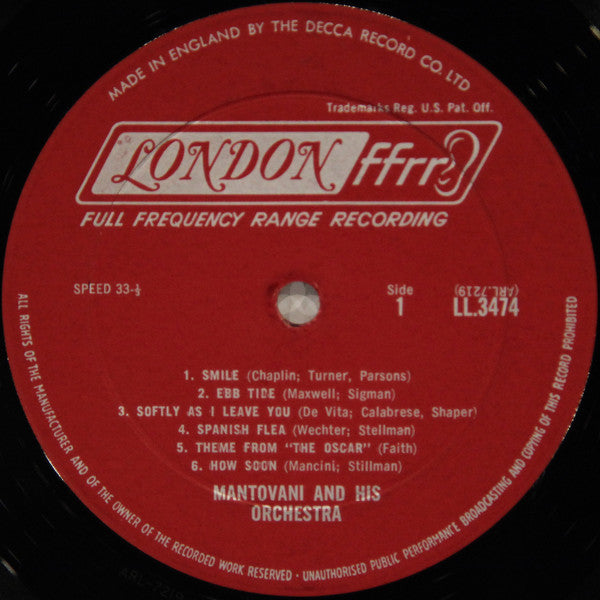 MADE IN ENGLAND BY THE DECCA RECORD CO. LTD
Trademarks Reg. U.S. Pat. Off.
LONDON ffrr
FULL FREQUENCY RANGE RECORDING
SPEED 33-⅓
Side
1
(ARL.7219)
LL.3474
1. SMILE (Chaplin; Turner, Parsons)
2. EBB TIDE (Maxwell; Sigman)
3. SOFTLY AS I LEAVE YOU (De Vita; Calabrese, Shaper)
4. SPANISH FLEA (Wechter; Stellman)
5. THEME FROM "THE OSCAR" (Faith)
6. HOW SOON (Mancini; Stillman)
MANTOVANI AND HIS
ORCHESTRA
ALL RIGHTS OF THE MANUFACTURER AND OF THE OWNER OF THE RECORDED WORK RESERVED · UNAUTHORISED PUBLIC PERFORMANCE BROADCASTING AND COPYING OF THIS RECORD PROHIBITED
ARL-7219